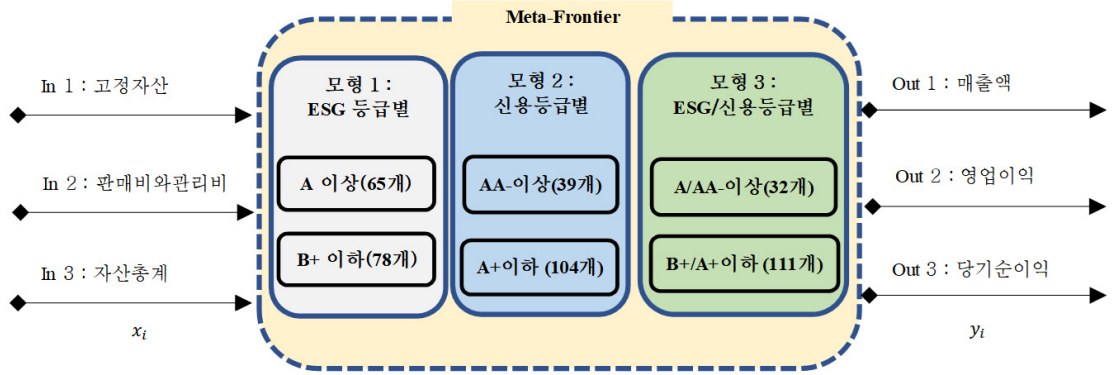 Meta-Frontier
In 1 : 고정자산
In 2 : 판매비와관리비
In 3 : 자산총계
x_i
모형 1 :
ESG 등급별
A 이상(65개)
B+ 이하(78개)
모형 2 :
신용등급별
AA-이상(39개)
A+이하 (104개)
모형 3 :
ESG/신용등급별
A/AA-이상(32개)
B+/A+이하 (111개)
Out 1 : 매출액
Out 2 : 영업이익
Out 3 : 당기순이익
y_i